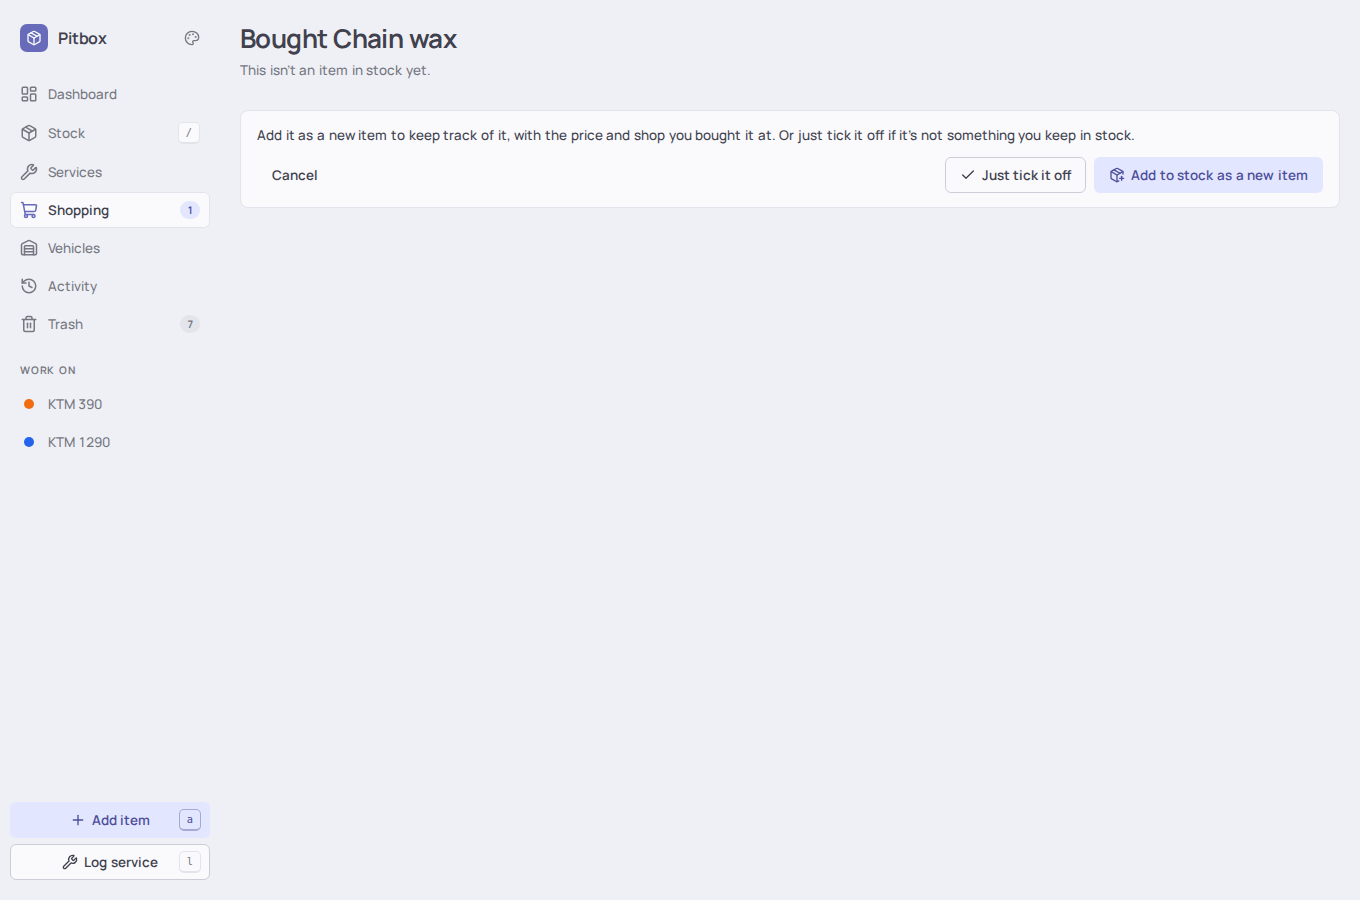 Pitbox
Dashboard
Stock /
Services
Shopping 1
Vehicles
Activity
Trash 7
WORK ON
KTM 390
KTM 1290
Add item a
Log service l
Bought Chain wax
This isn't an item in stock yet.
Add it as a new item to keep track of it, with the price and shop you bought it at. Or just tick it off if it's not something you keep in stock.
Cancel
Just tick it off
Add to stock as a new item